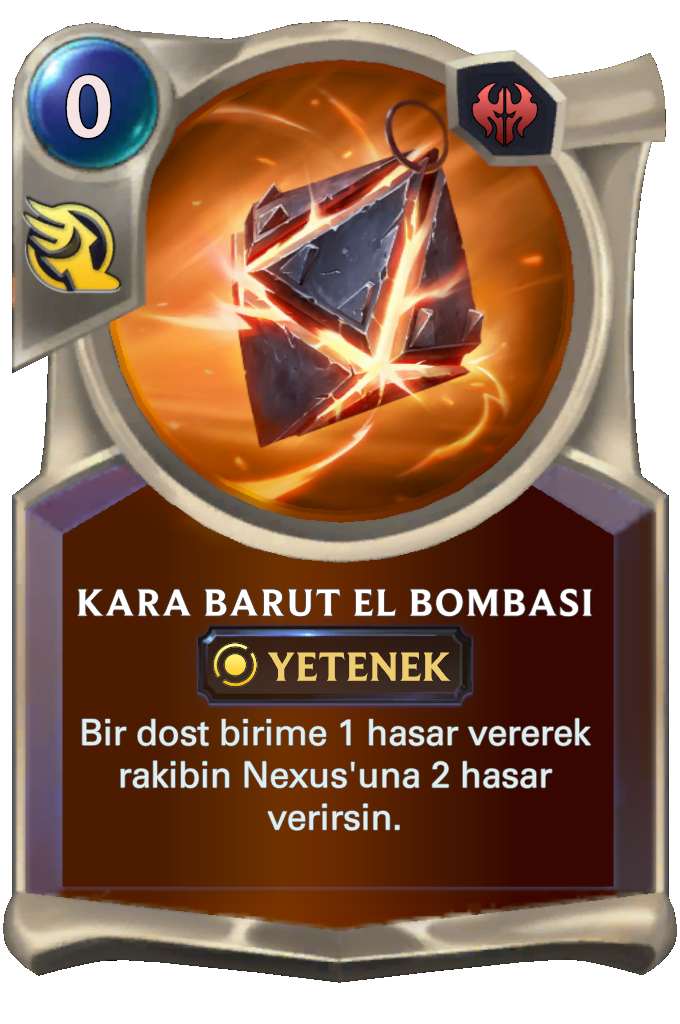 0
KARA BARUT EL BOMBASI
YETENEK
Bir dost birime 1 hasar vererek
rakibin Nexus'una 2 hasar
verirsin.